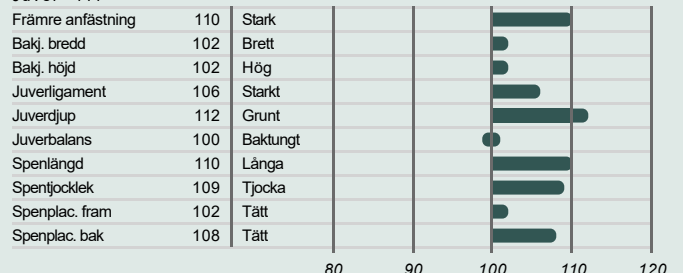 Främre anfästning 110 Stark
Bakj. bredd 102 Brett
Bakj. höjd 102 Hög
Juverligament 106 Starkt
Juverdjup 112 Grunt
Juverbalans 100 Baktungt
Spenlängd 110 Långa
Spentjocklek 109 Tjocka
Spenplac. fram 102 Tätt
Spenplac. bak 108 Tätt
80 90 100 110 120